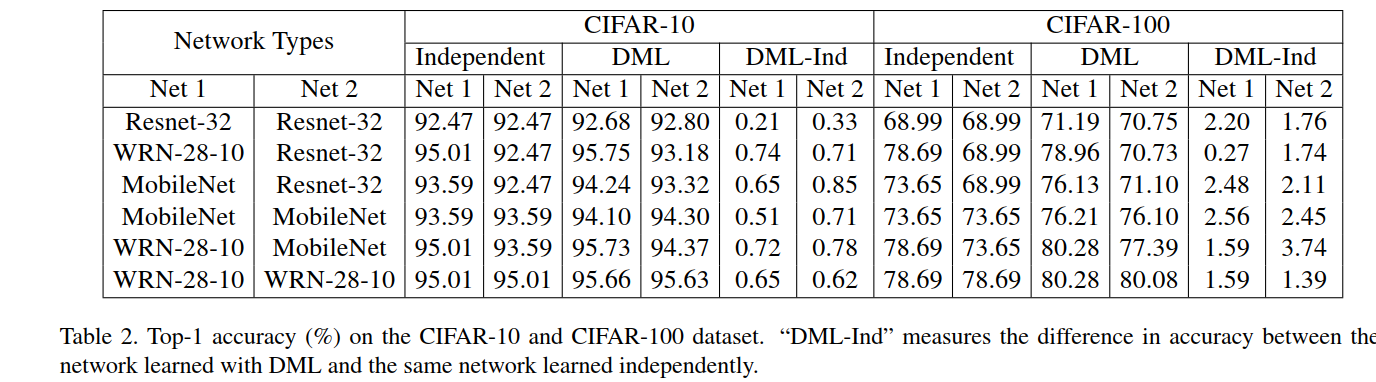 Network Types CIFAR-10 CIFAR-100
Independent DML DML-Ind Independent DML DML-Ind
Net 1 Net 2 Net 1 Net 2 Net 1 Net 2 Net 1 Net 2 Net 1 Net 2 Net 1 Net 2 Net 1 Net 2
Resnet-32 Resnet-32 92.47 92.47 92.68 92.80 0.21 0.33 68.99 68.99 71.19 70.75 2.20 1.76
WRN-28-10 Resnet-32 95.01 92.47 95.75 93.18 0.74 0.71 78.69 68.99 78.96 70.73 0.27 1.74
MobileNet Resnet-32 93.59 92.47 94.24 93.32 0.65 0.85 73.65 68.99 76.13 71.10 2.48 2.11
MobileNet MobileNet 93.59 93.59 94.10 94.30 0.51 0.71 73.65 73.65 76.21 76.10 2.56 2.45
WRN-28-10 MobileNet 95.01 93.59 95.73 94.37 0.72 0.78 78.69 73.65 80.28 77.39 1.59 3.74
WRN-28-10 WRN-28-10 95.01 95.01 95.66 95.63 0.65 0.62 78.69 78.69 80.28 80.08 1.59 1.39
Table 2. Top-1 accuracy (%) on the CIFAR-10 and CIFAR-100 dataset. “DML-Ind” measures the difference in accuracy between the
network learned with DML and the same network learned independently.